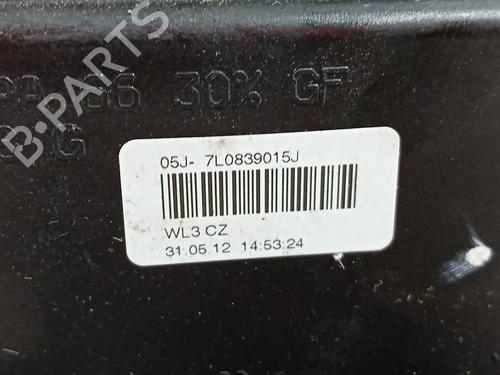 B-PARTS
PA 66 30% GF
05J- 7L0839015J
WL3 CZ
31.05.12 14:53:24